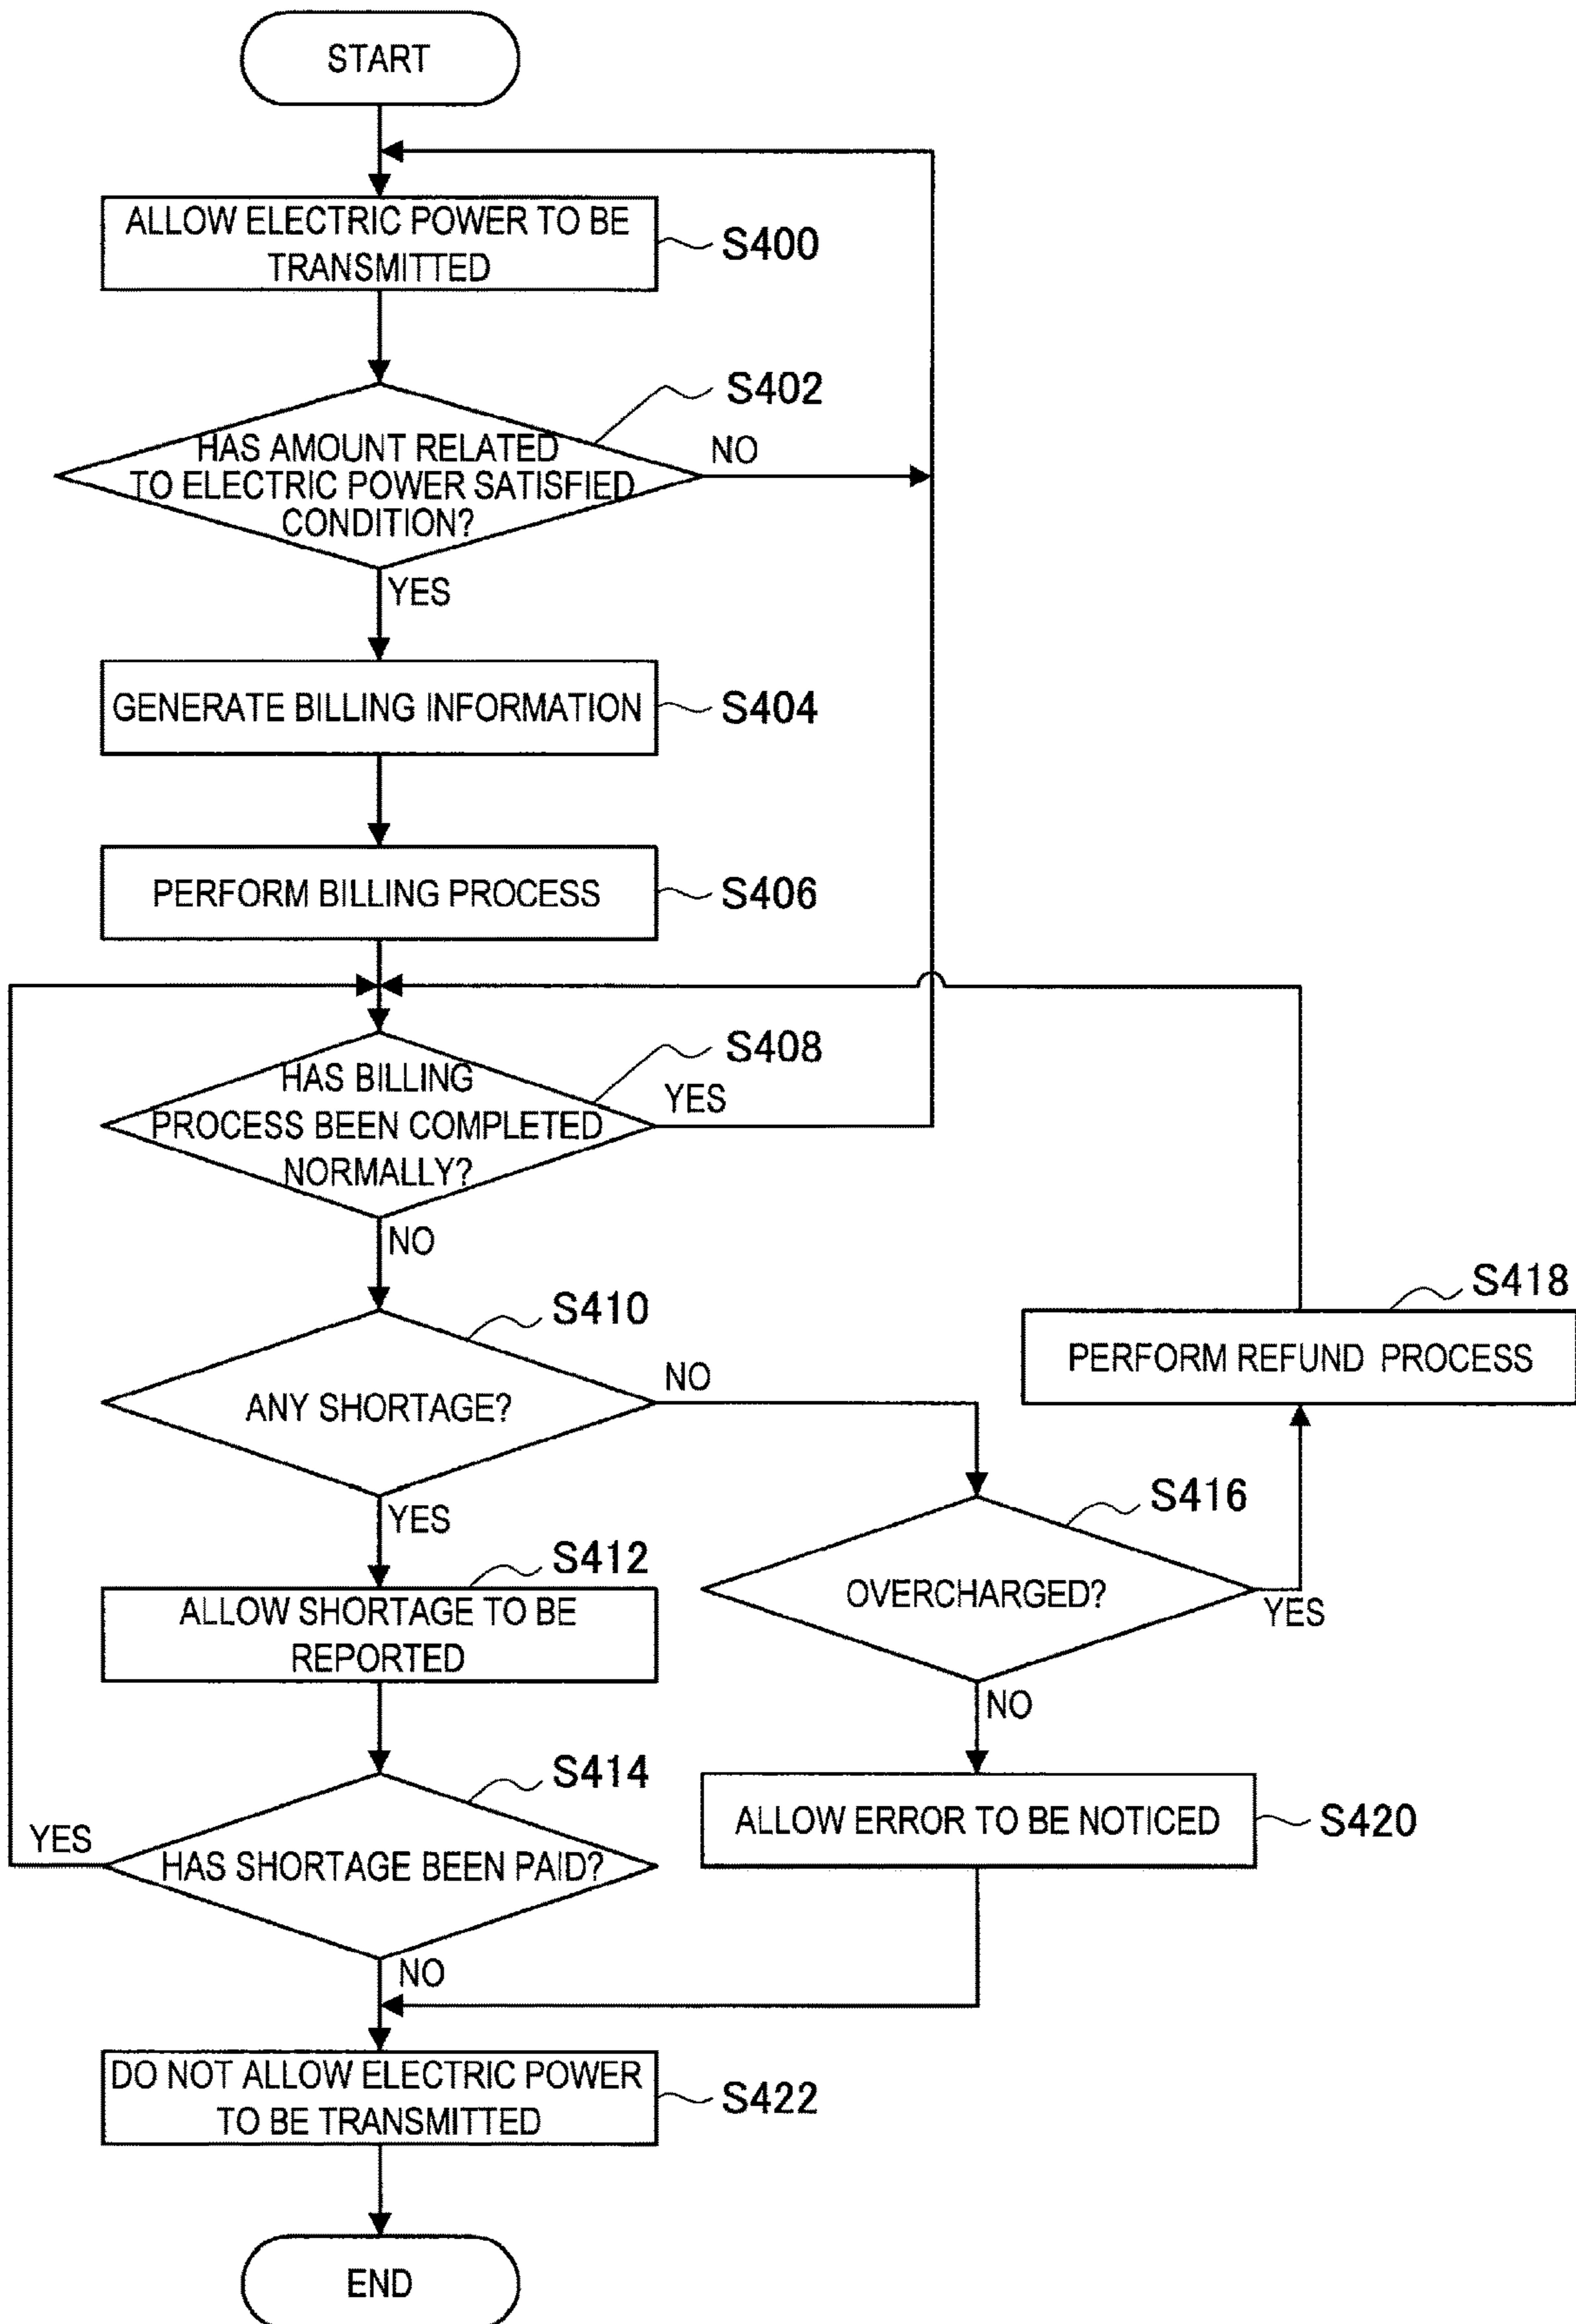 START
ALLOW ELECTRIC POWER TO BE
TRANSMITTED
S400
S402
HAS AMOUNT RELATED
TO ELECTRIC POWER SATISFIED
CONDITION?
NO
YES
GENERATE BILLING INFORMATION
S404
PERFORM BILLING PROCESS
S406
S408
HAS BILLING
PROCESS BEEN COMPLETED
NORMALLY?
YES
NO
S410
ANY SHORTAGE?
NO
YES
S418
PERFORM REFUND PROCESS
S416
OVERCHARGED?
YES
NO
S412
ALLOW SHORTAGE TO BE
REPORTED
S414
HAS SHORTAGE BEEN PAID?
YES
NO
ALLOW ERROR TO BE NOTICED
S420
DO NOT ALLOW ELECTRIC POWER
TO BE TRANSMITTED
S422
END